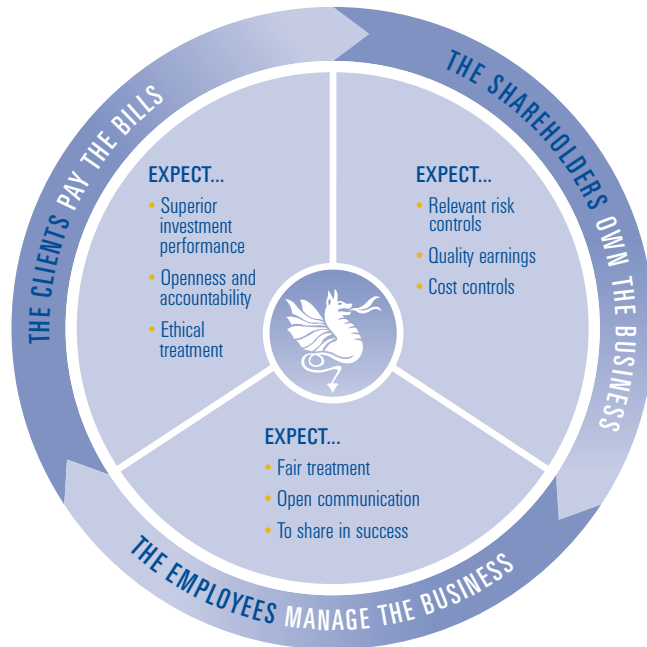 THE CLIENTS PAY THE BILLS
EXPECT...
• Superior
investment
performance
• Openness and
accountability
• Ethical
treatment
THE SHAREHOLDERS OWN THE BUSINESS
EXPECT...
• Relevant risk
controls
• Quality earnings
• Cost controls
EXPECT...
• Fair treatment
• Open communication
• To share in success
THE EMPLOYEES MANAGE THE BUSINESS